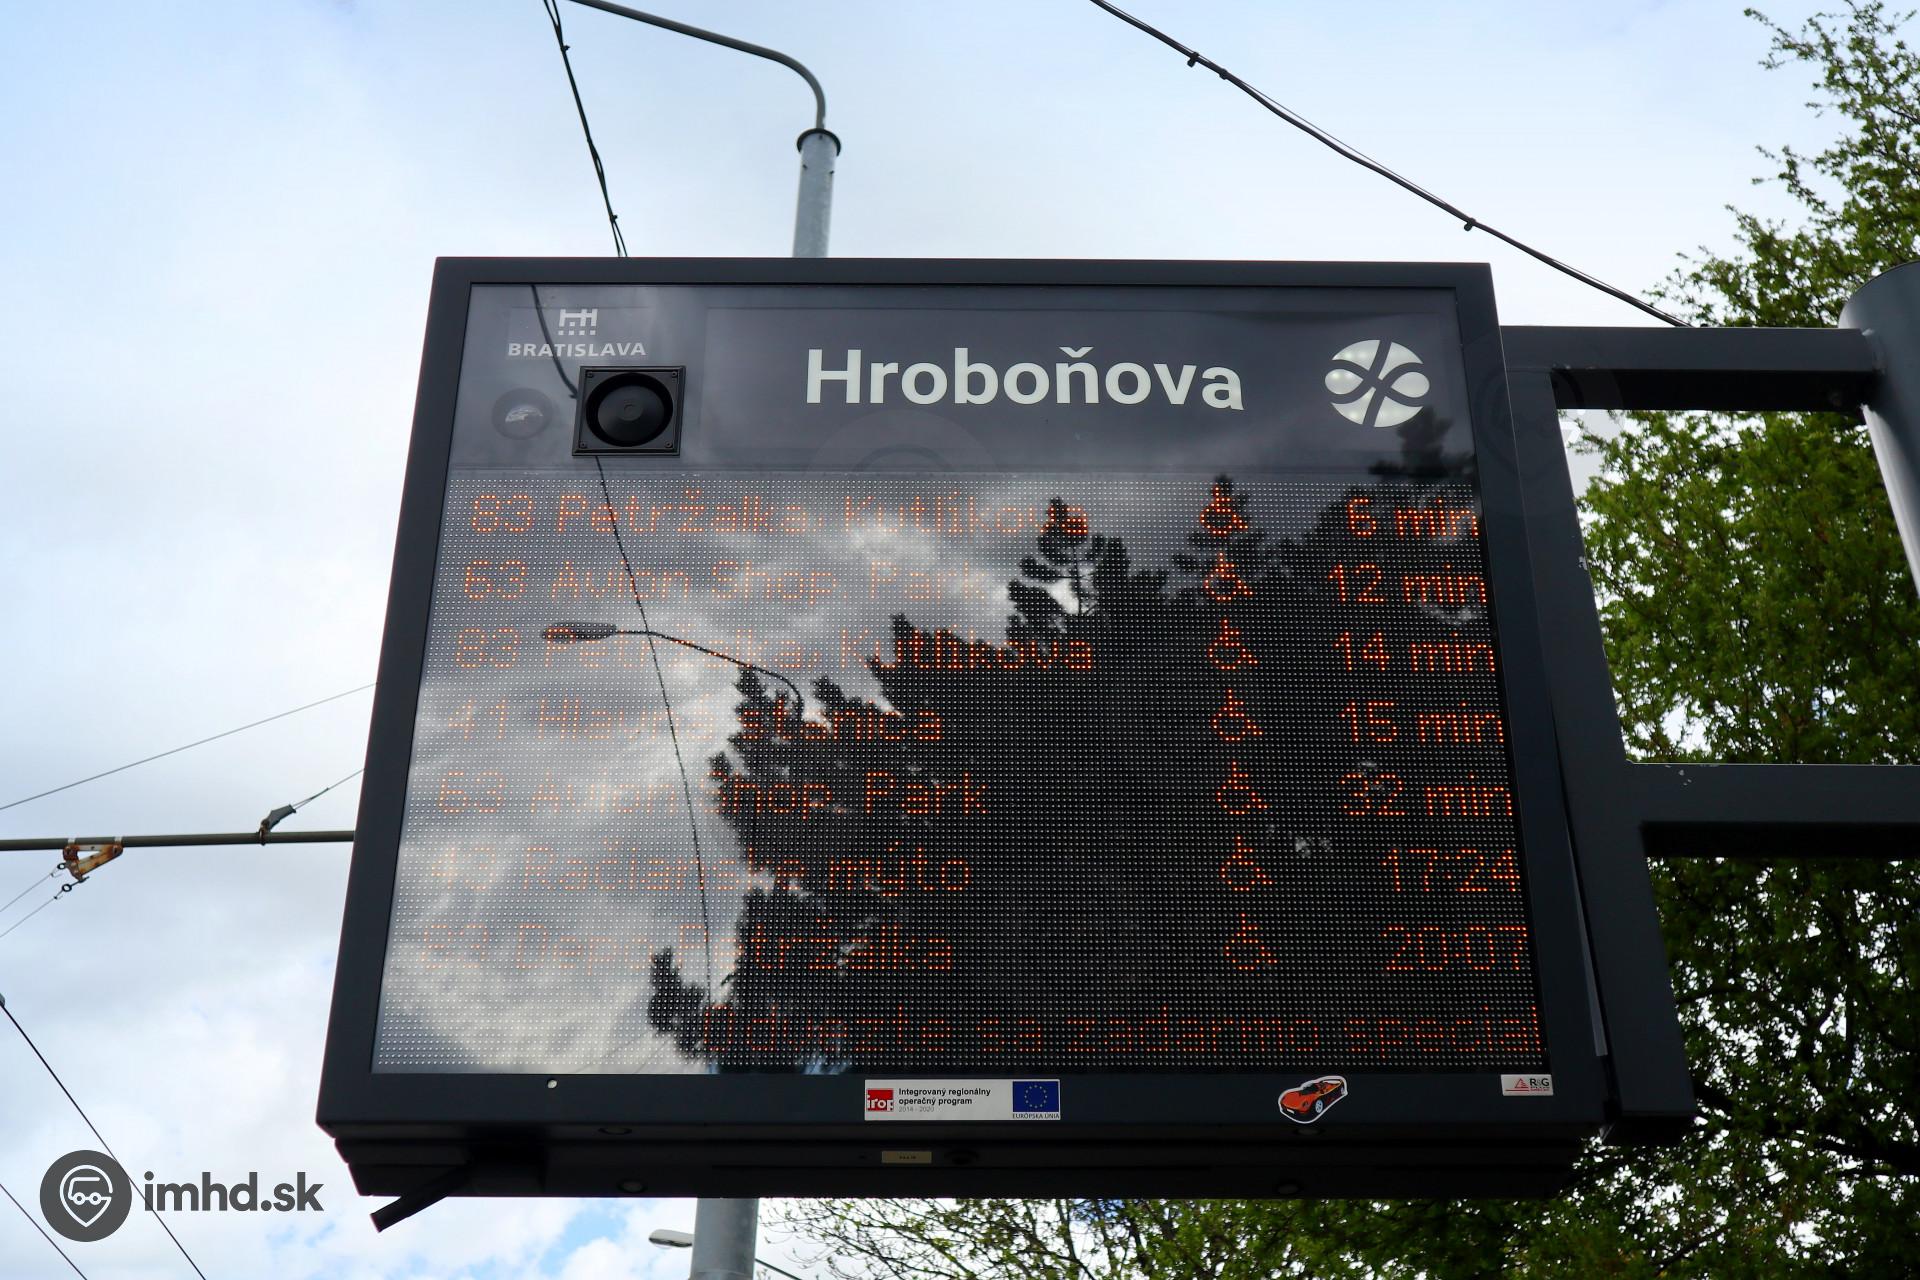 BRATISLAVA
Hroboňova
83 Petržalka, Kutlíkova 6 min
63 Avion Shop. Park 12 min
83 Petržalka, Kutlíkova 14 min
41 Hlavná stanica 15 min
63 Avion Shop. Park 32 min
Račianske mýto 17:24
Depo Petržalka 20:07
Odvezte sa zadarmo special
irop Integrovaný regionálny
operačný program
2014 - 2020
EURÓPSKA ÚNIA
R&G
imhd.sk